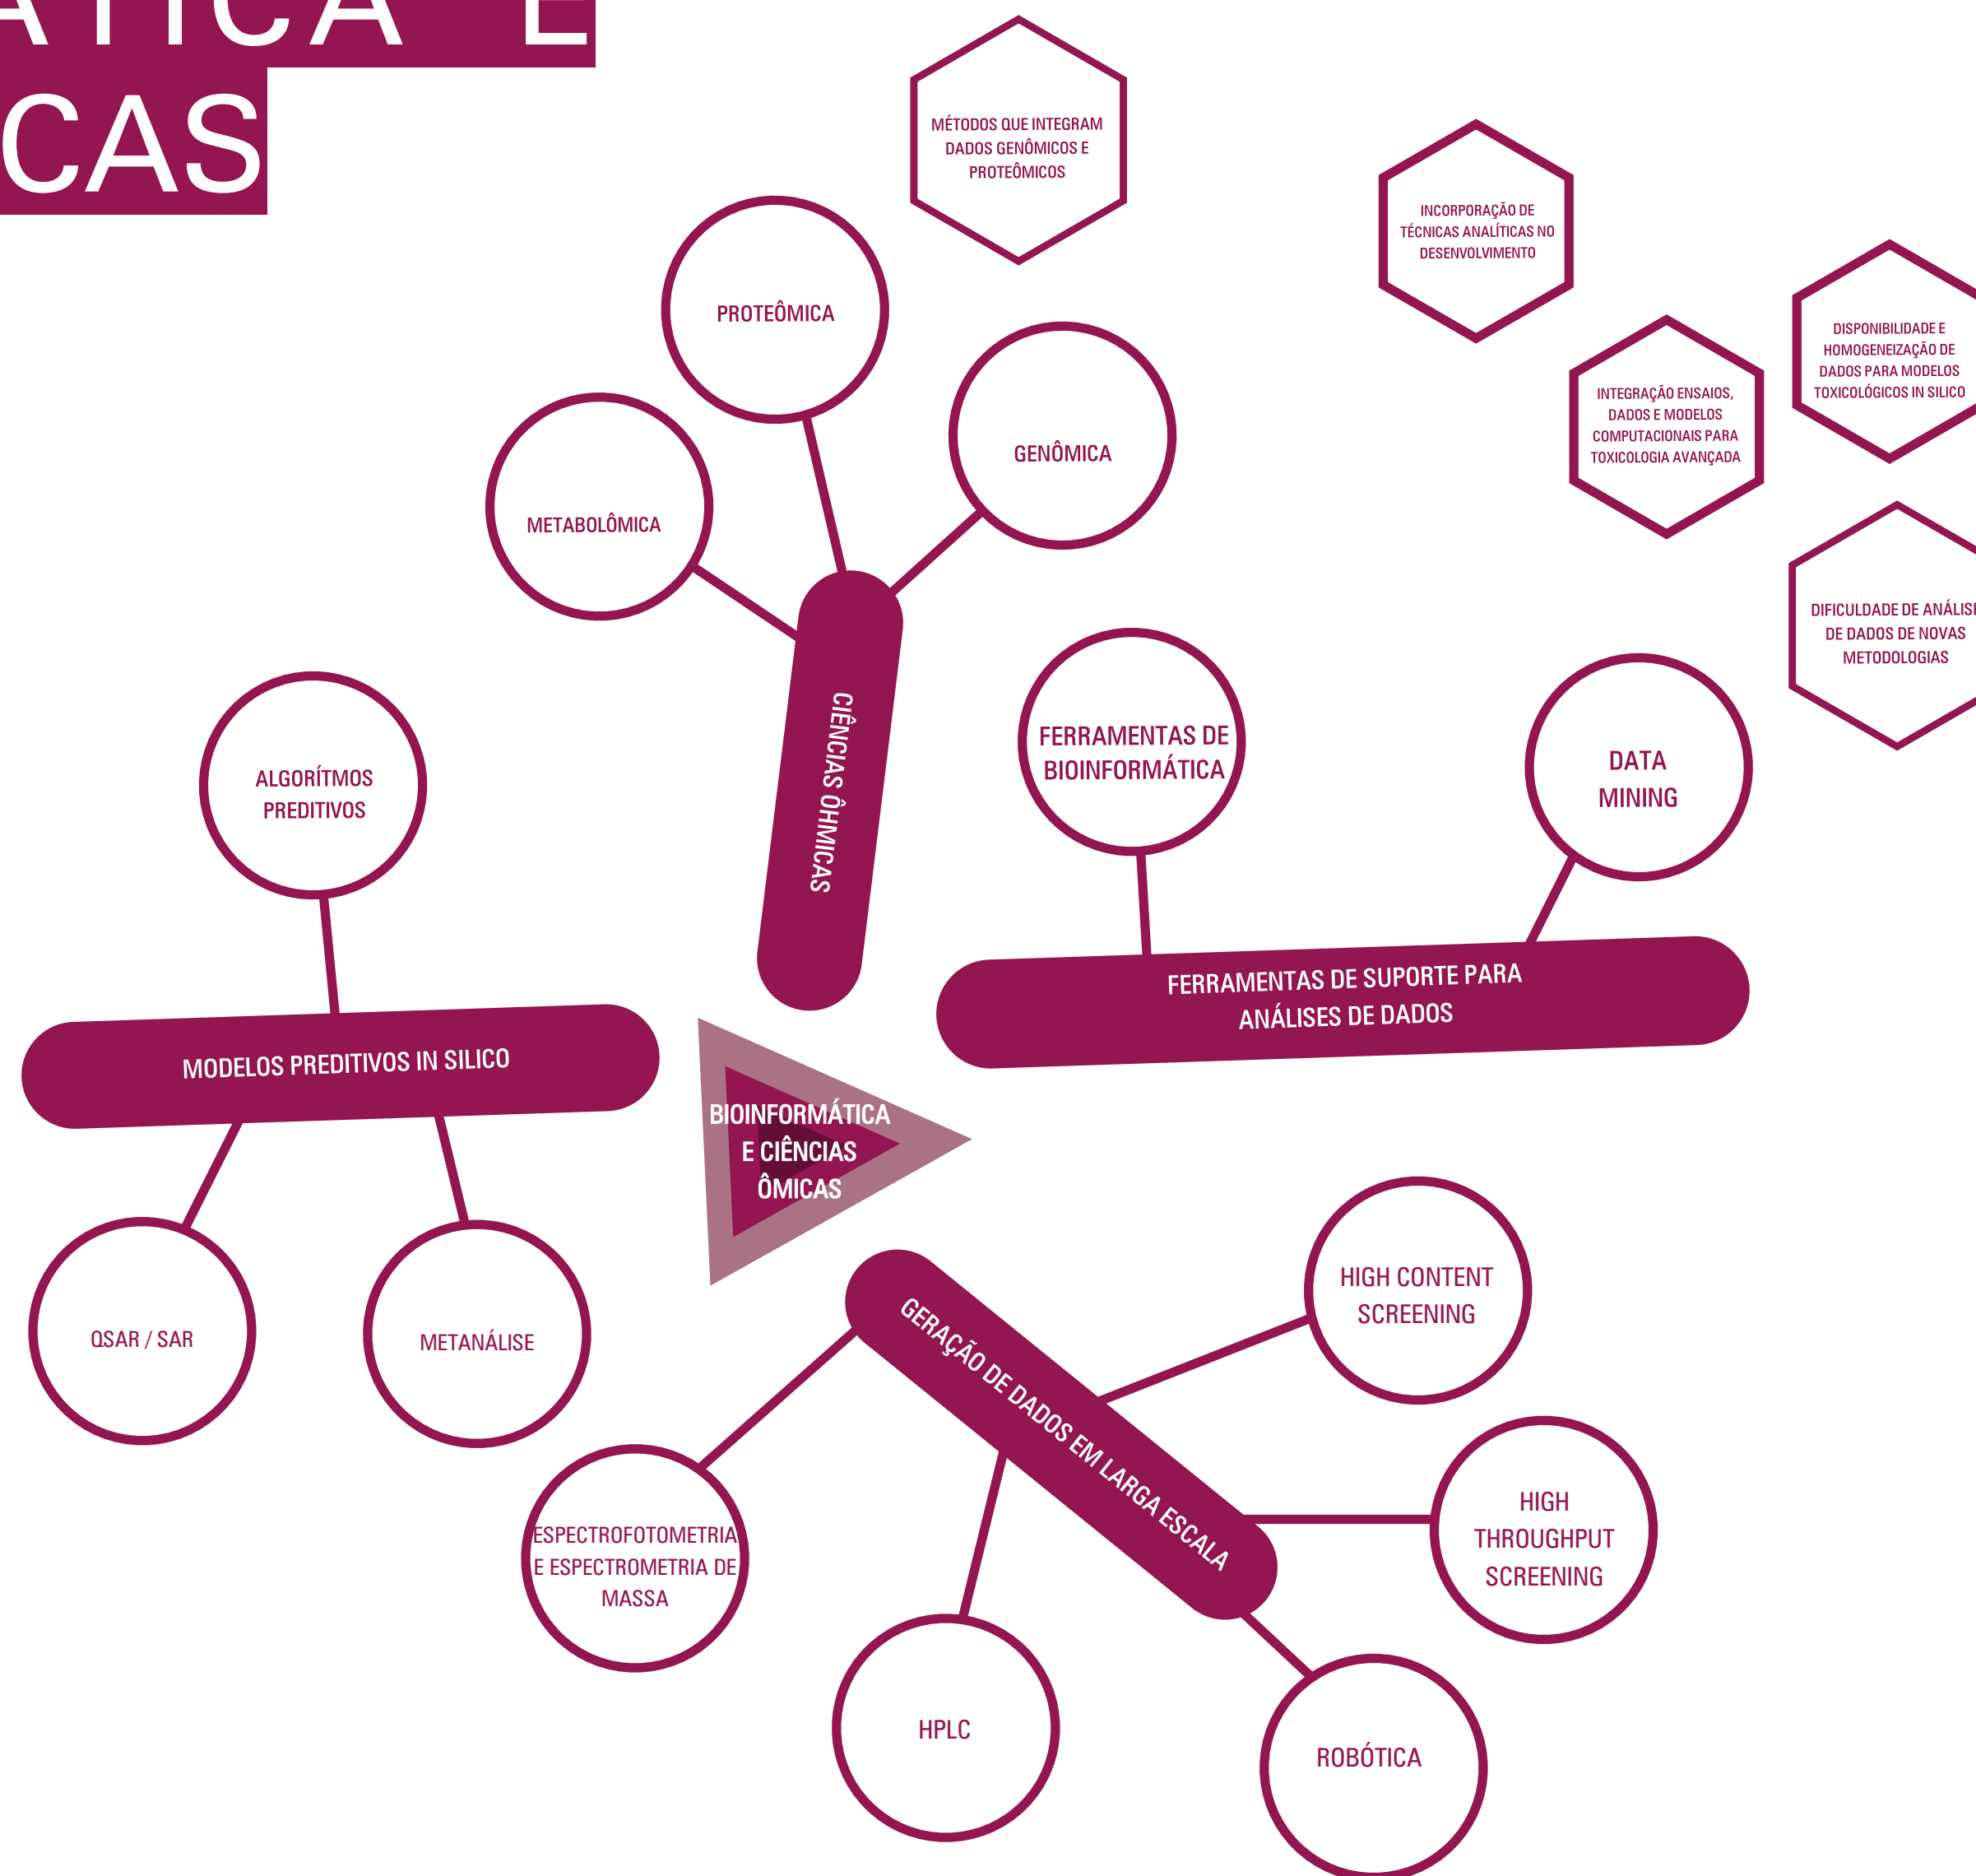 ÁTICA E
CAS
MÉTODOS QUE INTEGRAM
DADOS GENÔMICOS E
PROTEÔMICOS
INCORPORAÇÃO DE
TÉCNICAS ANALÍTICAS NO
DESENVOLVIMENTO
DISPONIBILIDADE E
HOMOGENEIZAÇÃO DE
DADOS PARA MODELOS
TOXICOLÓGICOS IN SILICO
INTEGRAÇÃO ENSAIOS,
DADOS E MODELOS
COMPUTACIONAIS PARA
TOXICOLOGIA AVANÇADA
DIFICULDADE DE ANÁLISE
DE DADOS DE NOVAS
METODOLOGIAS
PROTEÔMICA
GENÔMICA
METABOLÔMICA
CIÊNCIAS ÔHMICAS
FERRAMENTAS DE
BIOINFORMÁTICA
DATA
MINING
FERRAMENTAS DE SUPORTE PARA
ANÁLISES DE DADOS
ALGORÍTMOS
PREDITIVOS
MODELOS PREDITIVOS IN SILICO
QSAR / SAR
METANÁLISE
BIOINFORMÁTICA
E CIÊNCIAS
ÔMICAS
GERAÇÃO DE DADOS EM LARGA ESCALA
HIGH CONTENT
SCREENING
HIGH
THROUGHPUT
SCREENING
ESPECTROFOTOMETRIA
E ESPECTROMETRIA DE
MASSA
HPLC
ROBÓTICA